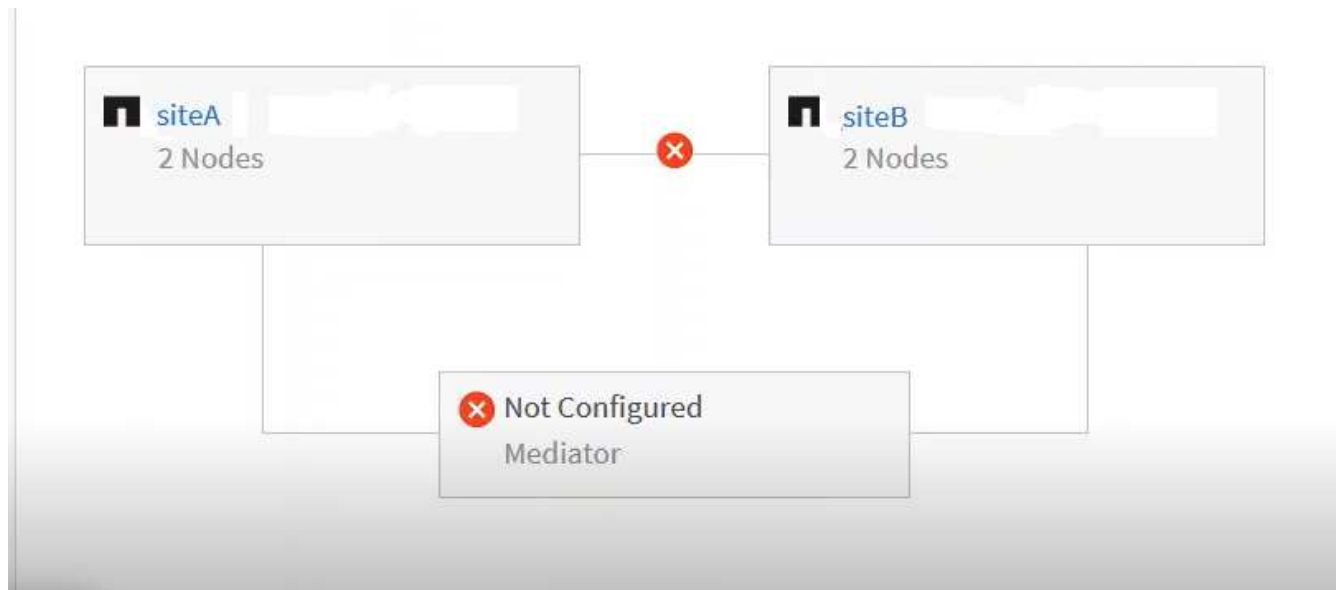 siteA
2 Nodes
siteB
2 Nodes
Not Configured
Mediator